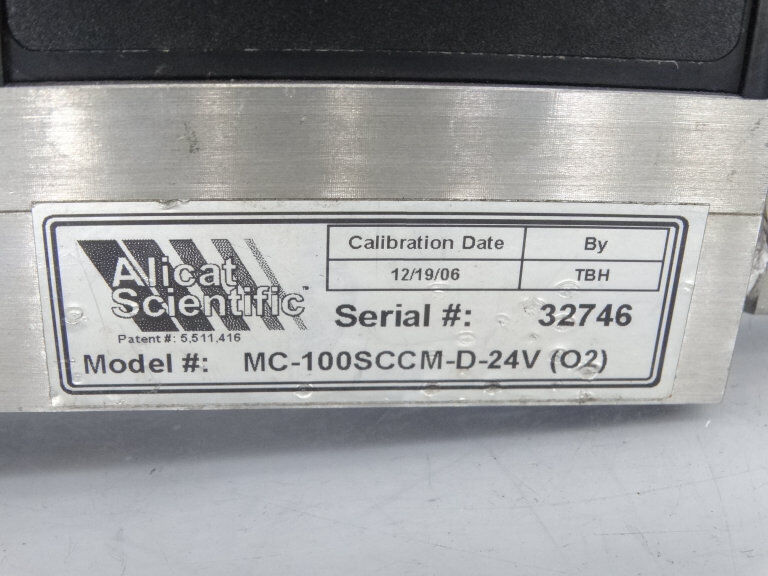 Alicat
Scientific™
Patent #: 5,511,416
Calibration Date By
12/19/06 TBH
Serial #: 32746
Model #: MC-100SCCM-D-24V (O2)